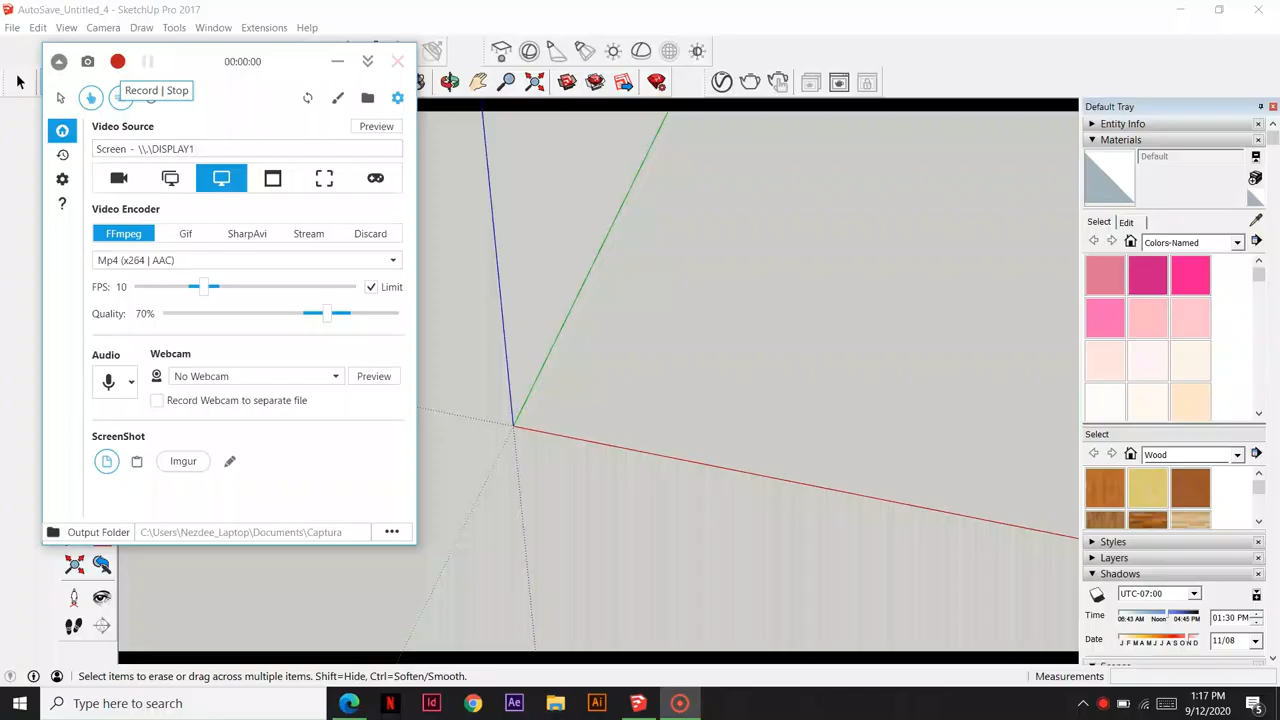 AutoSave_Untitled_4 - SketchUp Pro 2017
File Edit View Camera Draw Tools Window Extensions Help
00:00:00
Record | Stop
Video Source
Preview
Screen - \\.\DISPLAY1
Video Encoder
FFmpeg Gif SharpAvi Stream Discard
Mp4 (x264 | AAC)
FPS: 10
Limit
Quality: 70%
Audio
Webcam
No Webcam
Preview
Record Webcam to separate file
ScreenShot
Imgur
Output Folder
C:\Users\Nezdee_Laptop\Documents\Captura
Default Tray
Entity Info
Materials
Default
Select Edit
Colors-Named
Select
Wood
Styles
Layers
Shadows
UTC-07:00
Time
06:43 AM Noon 04:45 PM
01:30 PM
Date
J F M A M J J A S O N D
11/08
Select items to erase or drag across multiple items. Shift=Hide, Ctrl=Soften/Smooth.
Measurements
Type here to search
N
Id
Ae
Ai
1:17 PM
9/12/2020
5